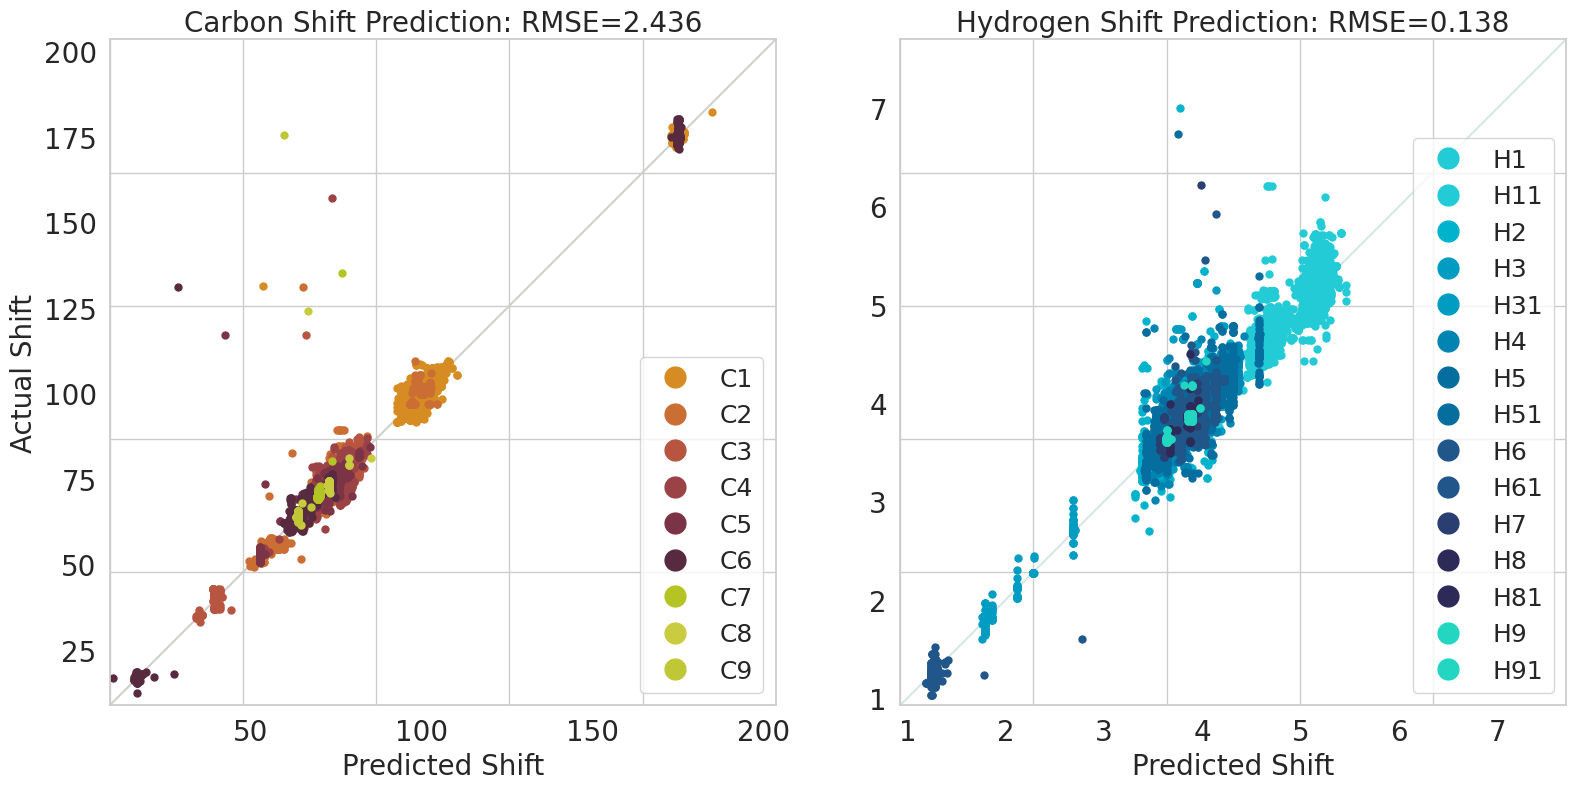 Carbon Shift Prediction: RMSE=2.436
Actual Shift
200
175
150
125
100
75
50
25
50
100
150
200
Predicted Shift
C1
C2
C3
C4
C5
C6
C7
C8
C9
Hydrogen Shift Prediction: RMSE=0.138
7
6
5
4
3
2
1
1
2
3
4
5
6
7
Predicted Shift
H1
H11
H2
H3
H31
H4
H5
H51
H6
H61
H7
H8
H81
H9
H91